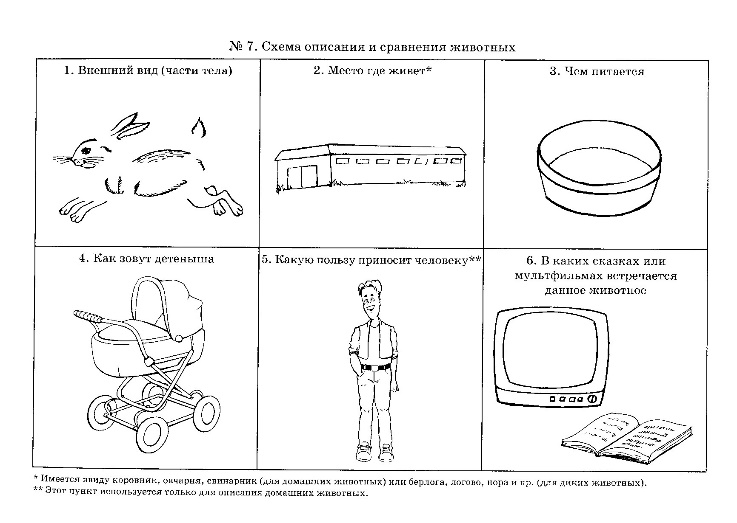 № 7. Схема описания и сравнения животных
1. Внешний вид (части тела)
2. Место где живет*
3. Чем питается
4. Как зовут детеныша
5. Какую пользу приносит человеку**
6. В каких сказках или
мультфильмах встречается
данное животное
* Имеется ввиду коровник, овчарня, свинарник (для домашних животных) или берлога, логово, нора и пр. (для диких животных).
** Этот пункт используется только для описания домашних животных.